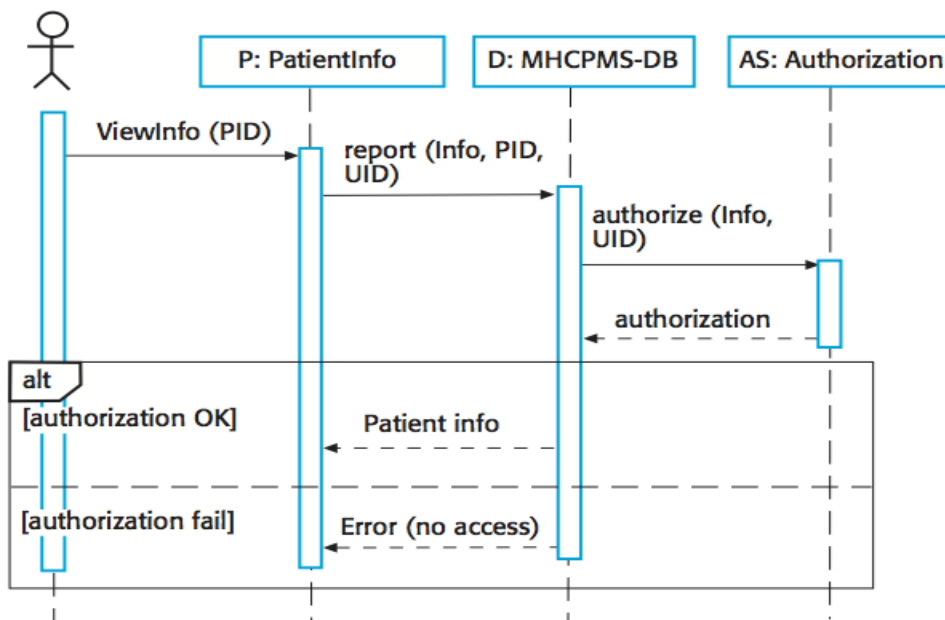 P: PatientInfo
D: MHCPMS-DB
AS: Authorization
ViewInfo (PID)
report (Info, PID,
UID)
authorize (Info,
UID)
authorization
alt
[authorization OK]
Patient info
[authorization fail]
Error (no access)